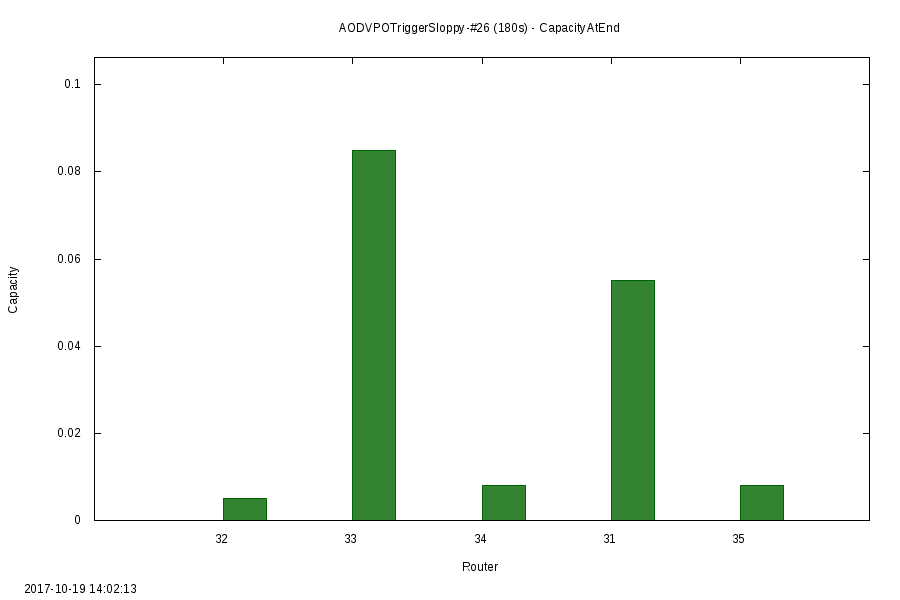 AODVPOTriggerSloppy-#26 (180s) - CapacityAtEnd
0.1
0.08
0.06
0.04
0.02
0
Capacity
32 33 34 31 35
Router
2017-10-19 14:02:13